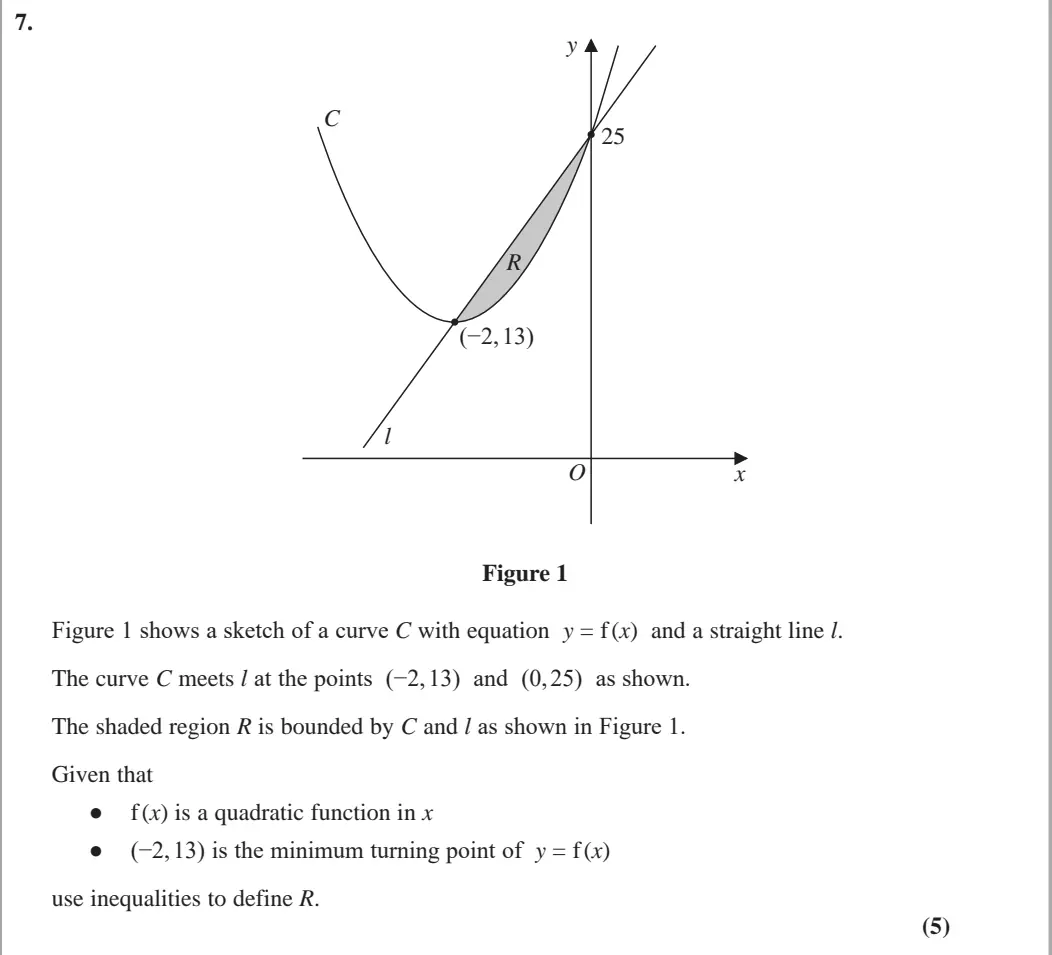 7.
y
C
25
R
(−2, 13)
l
O
x
Figure 1
Figure 1 shows a sketch of a curve C with equation y = f(x) and a straight line l.
The curve C meets l at the points (−2, 13) and (0, 25) as shown.
The shaded region R is bounded by C and l as shown in Figure 1.
Given that
● f(x) is a quadratic function in x
● (−2, 13) is the minimum turning point of y = f(x)
use inequalities to define R.
(5)